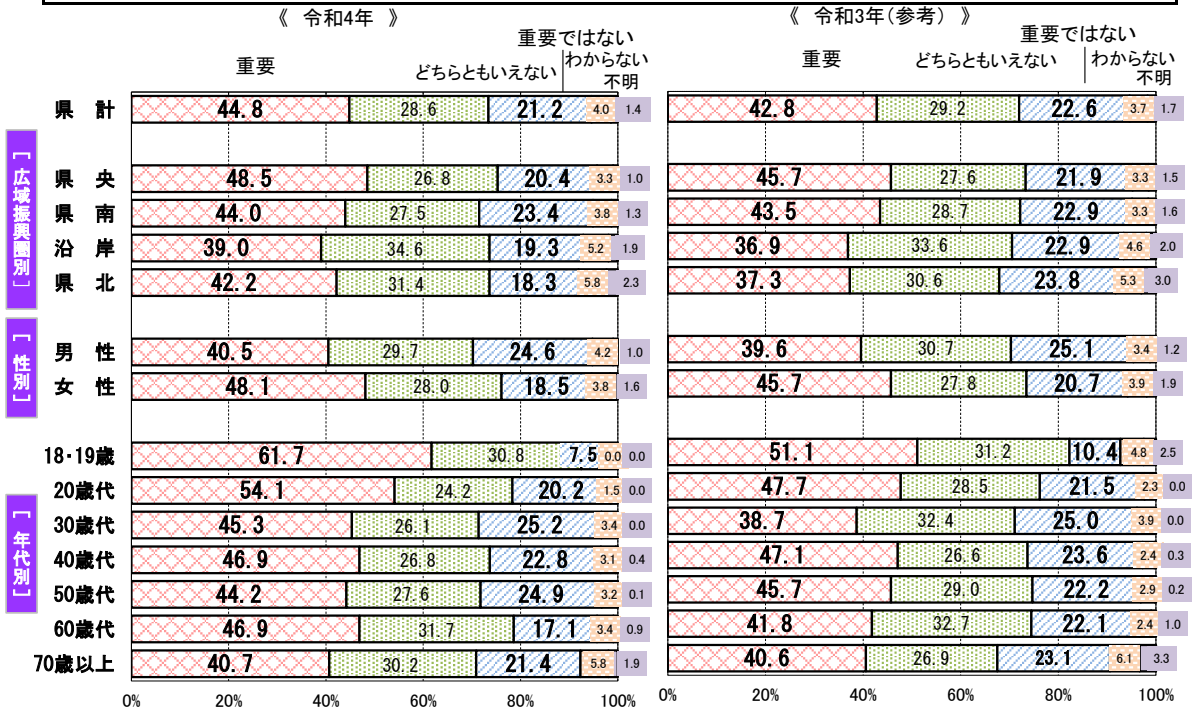 《 令和4年 》
重要ではない
重要 どちらともいえない わからない
不明
県 計 44.8 28.6 21.2 4.0 1.4
[広域振興圏別]
県 央 48.5 26.8 20.4 3.3 1.0
県 南 44.0 27.5 23.4 3.8 1.3
沿 岸 39.0 34.6 19.3 5.2 1.9
県 北 42.2 31.4 18.3 5.8 2.3
[性別]
男 性 40.5 29.7 24.6 4.2 1.0
女 性 48.1 28.0 18.5 3.8 1.6
[年代別]
18・19歳 61.7 30.8 7.5 0.0 0.0
20歳代 54.1 24.2 20.2 1.5 0.0
30歳代 45.3 26.1 25.2 3.4 0.0
40歳代 46.9 26.8 22.8 3.1 0.4
50歳代 44.2 27.6 24.9 3.2 0.1
60歳代 46.9 31.7 17.1 3.4 0.9
70歳以上 40.7 30.2 21.4 5.8 1.9
0% 20% 40% 60% 80% 100%
《 令和3年(参考) 》
重要ではない
重要 どちらともいえない わからない
不明
42.8 29.2 22.6 3.7 1.7
45.7 27.6 21.9 3.3 1.5
43.5 28.7 22.9 3.3 1.6
36.9 33.6 22.9 4.6 2.0
37.3 30.6 23.8 5.3 3.0
39.6 30.7 25.1 3.4 1.2
45.7 27.8 20.7 3.9 1.9
51.1 31.2 10.4 4.8 2.5
47.7 28.5 21.5 2.3 0.0
38.7 32.4 25.0 3.9 0.0
47.1 26.6 23.6 2.4 0.3
45.7 29.0 22.2 2.9 0.2
41.8 32.7 22.1 2.4 1.0
40.6 26.9 23.1 6.1 3.3
0% 20% 40% 60% 80% 100%